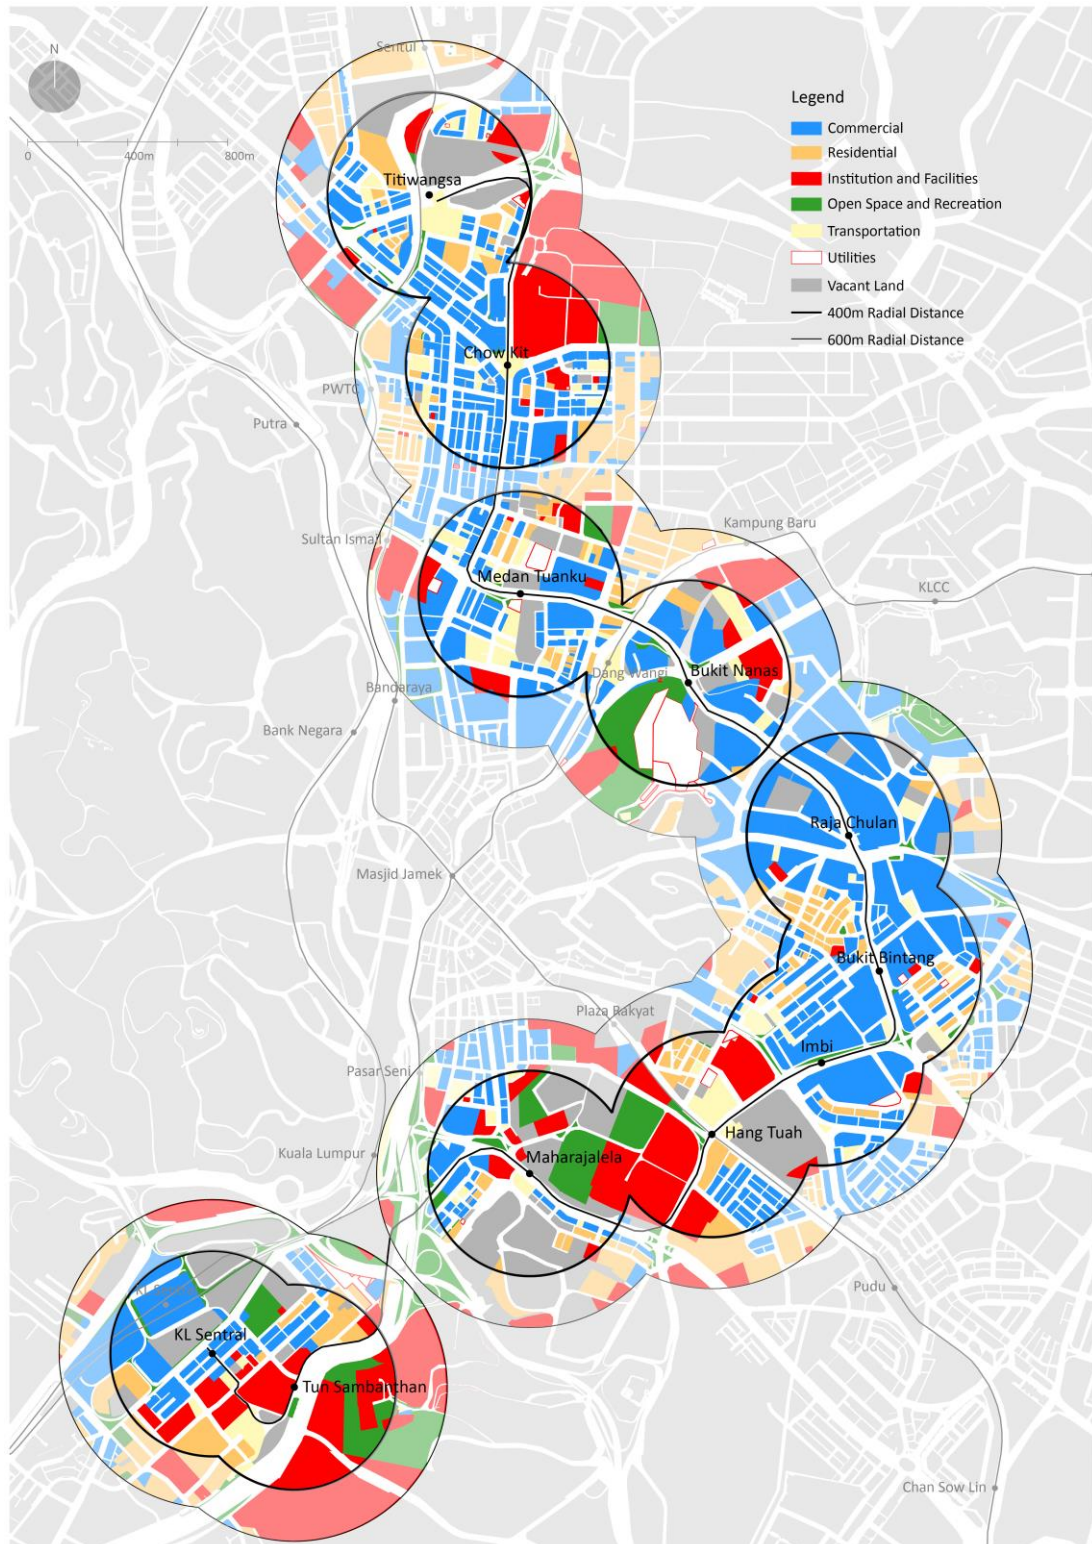 Sentul
N
0 400m 800m
Legend
Commercial
Residential
Institution and Facilities
Open Space and Recreation
Transportation
Utilities
Vacant Land
400m Radial Distance
600m Radial Distance
Titiwangsa
Chow Kit
PWTC
Putra
Sultan Ismail
Kampung Baru
Medan Tuanku
KLCC
Dang Wangi
Bukit Nanas
Bandaraya
Bank Negara
Raja Chulan
Masjid Jamek
Bukit Bintang
Plaza Rakyat
Imbi
Pasar Seni
Hang Tuah
Kuala Lumpur
Maharajalela
Pudu
KL Sentral
Tun Sambanthan
Chan Sow Lin